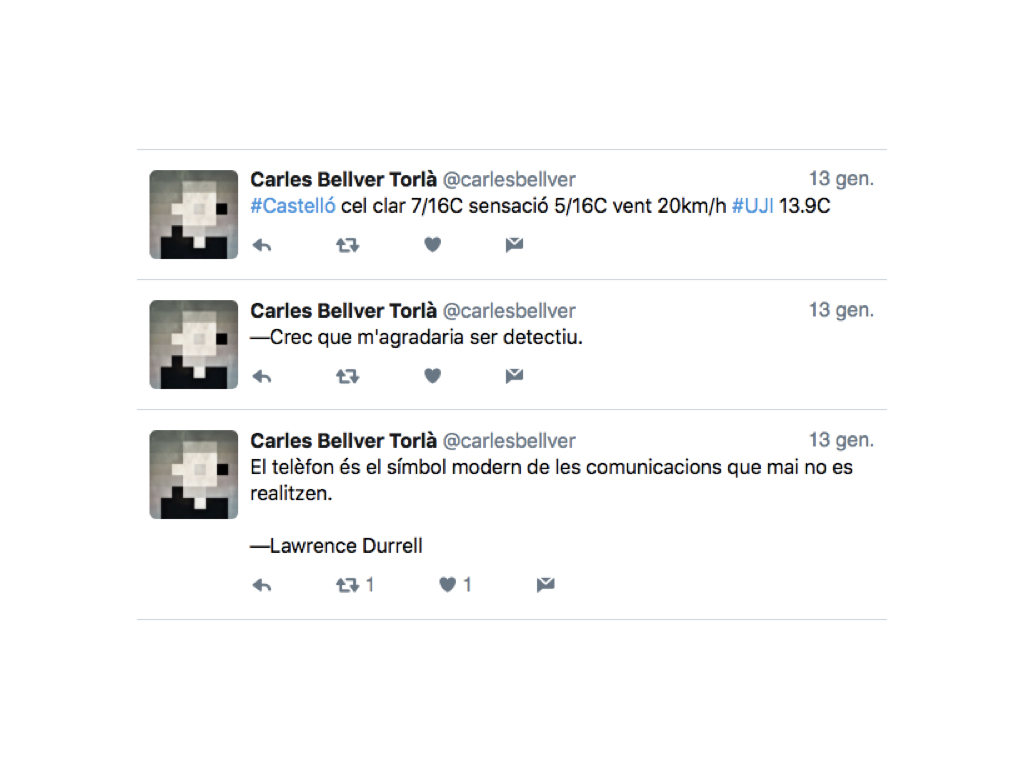 Carles Bellver Torlà @carlesbellver 13 gen.
#Castelló cel clar 7/16C sensació 5/16C vent 20km/h #UJI 13.9C
Carles Bellver Torlà @carlesbellver 13 gen.
—Crec que m'agradaria ser detectiu.
Carles Bellver Torlà @carlesbellver 13 gen.
El telèfon és el símbol modern de les comunicacions que mai no es
realitzen.
—Lawrence Durrell
1 1